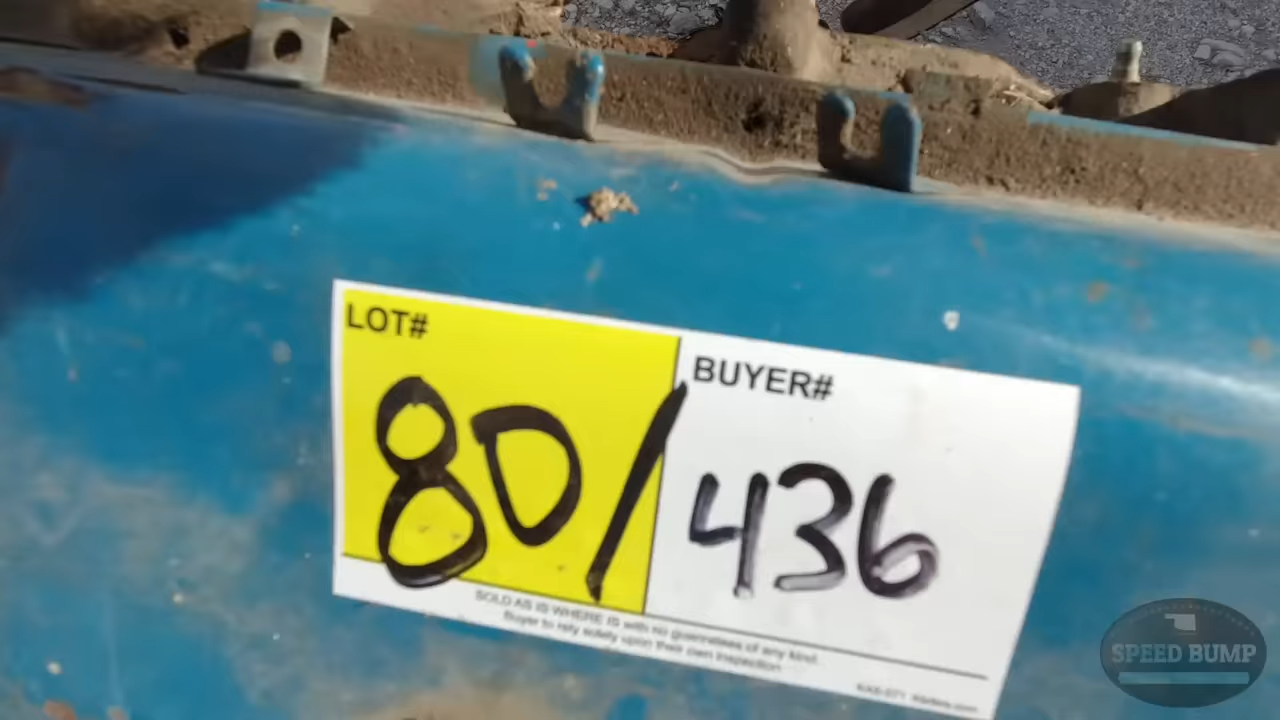 LOT#
BUYER#
801
436
SOLD AS IS WHERE IS with no guarantees of any kind.
Buyer to rely solely upon their own inspection
SPEED BUMP